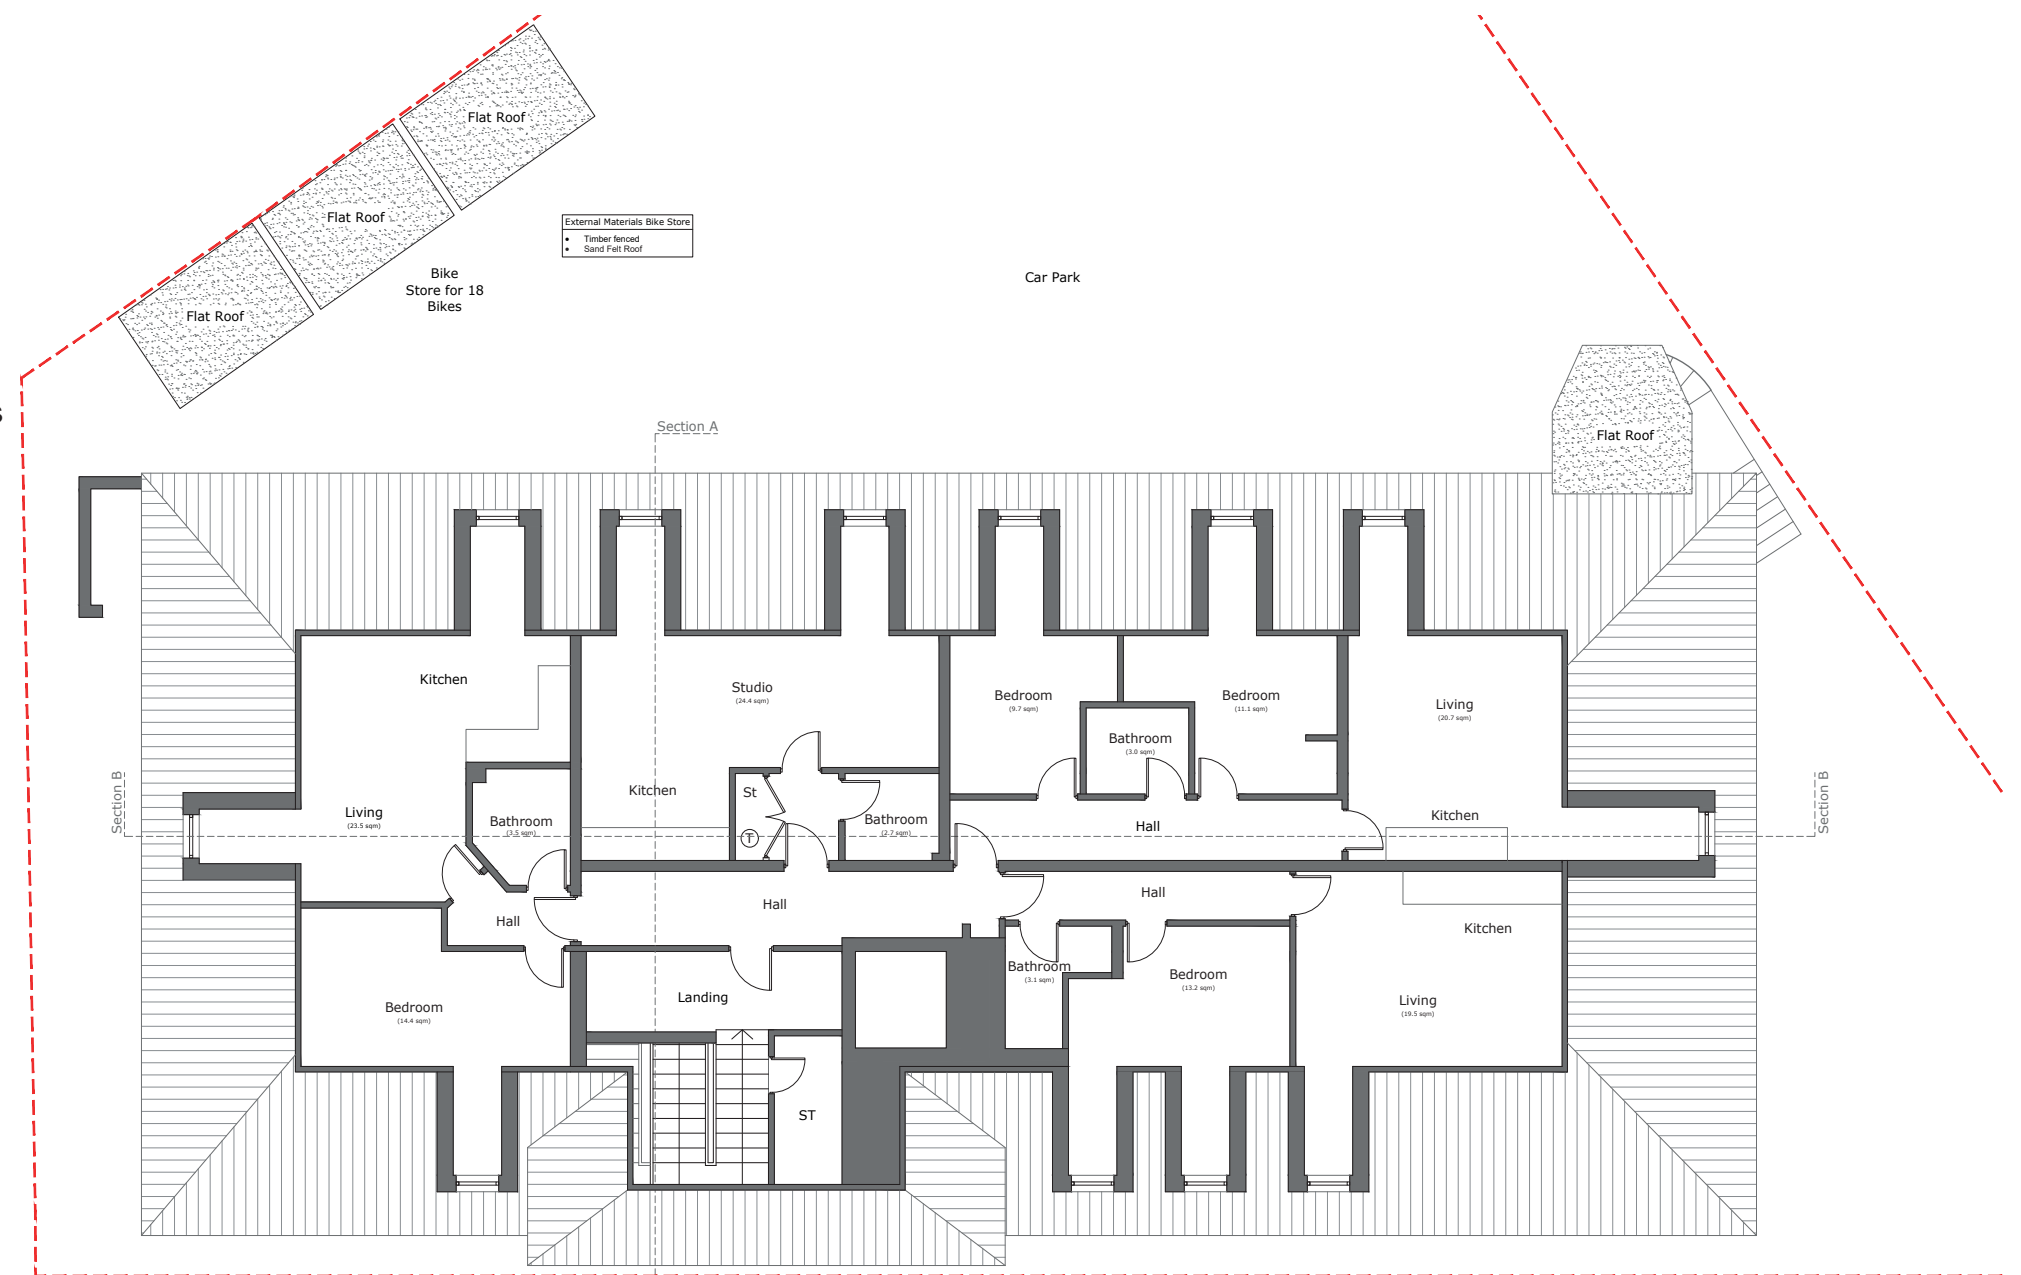 Flat Roof
Flat Roof
External Materials Bike Store
• Timber fenced
• Sand Felt Roof
Bike
Store for 18
Bikes
Car Park
Flat Roof
s
Section A
Flat Roof
Kitchen
Studio
(24.4 sqm)
Bedroom
(9.7 sqm)
Bedroom
(11.1 sqm)
Living
(20.7 sqm)
Bathroom
(3.0 sqm)
Section B
Living
(23.5 sqm)
Bathroom
(3.5 sqm)
Kitchen
St
T
Bathroom
(2.7 sqm)
Hall
Kitchen
Section B
Hall
Hall
Hall
Kitchen
Bedroom
(14.4 sqm)
Landing
Bathroom
(3.1 sqm)
Bedroom
(13.2 sqm)
Living
(19.5 sqm)
ST